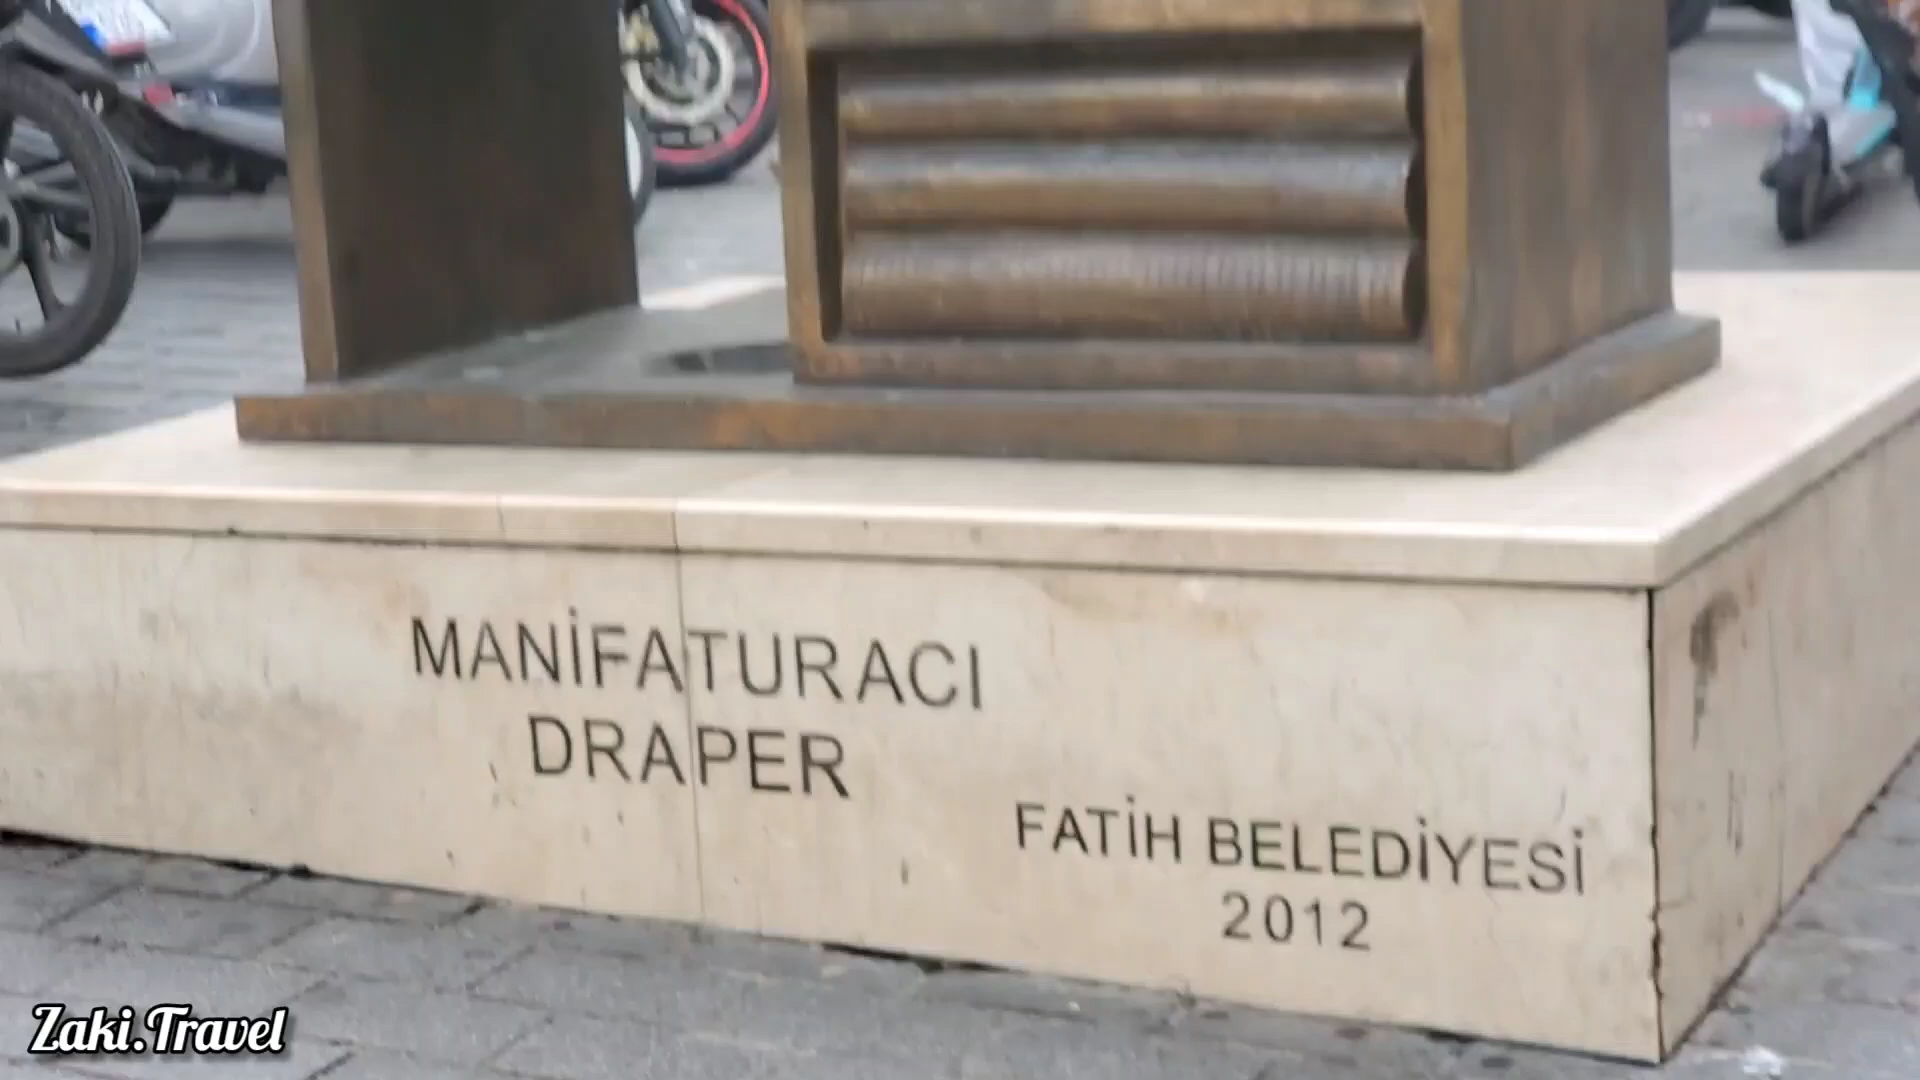 MANİFATURACI
DRAPER
FATİH BELEDİYESİ
2012
Zaki.Travel